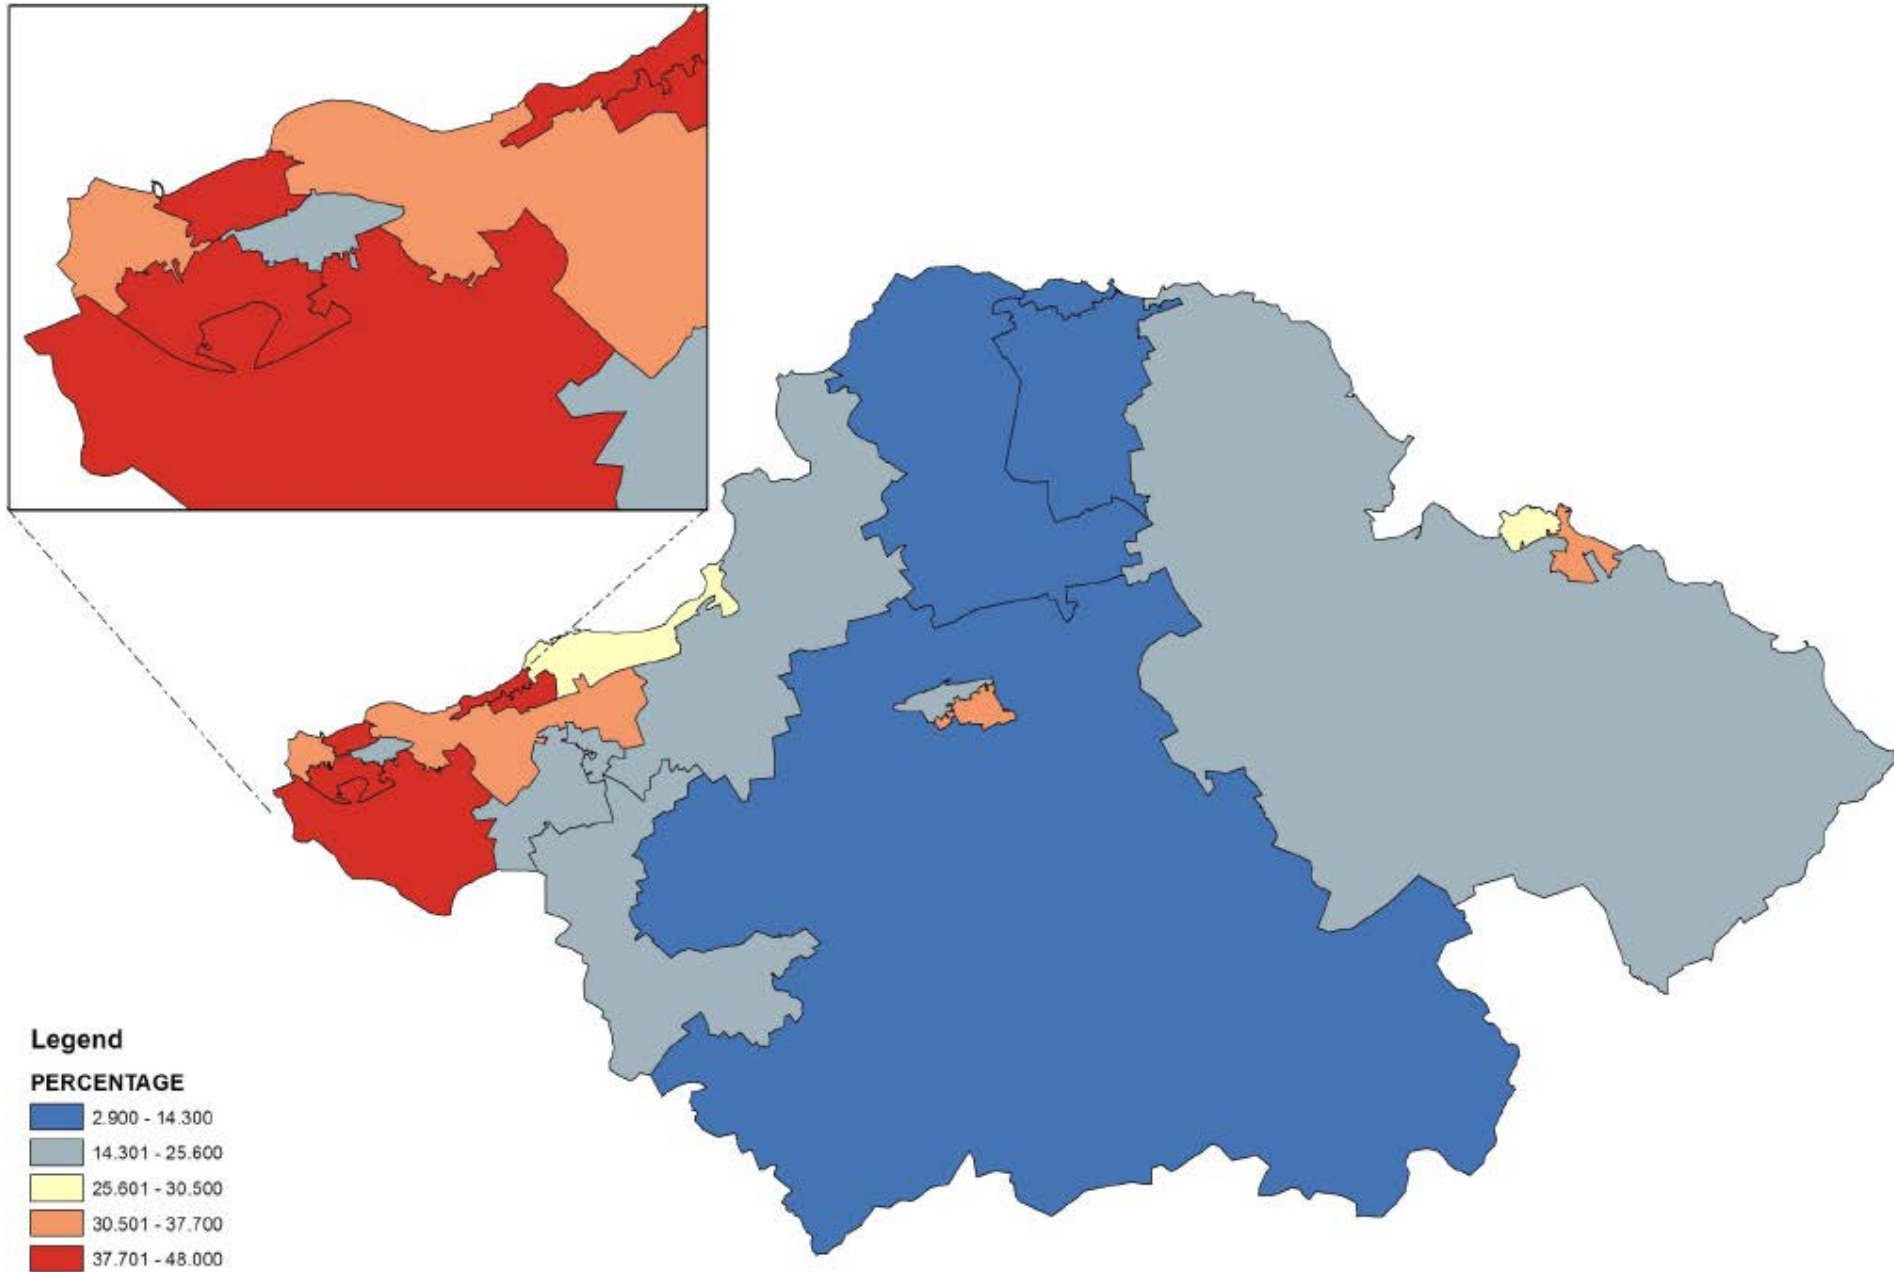 Legend
PERCENTAGE
2.900 - 14.300
14.301 - 25.600
25.601 - 30.500
30.501 - 37.700
37.701 - 48.000